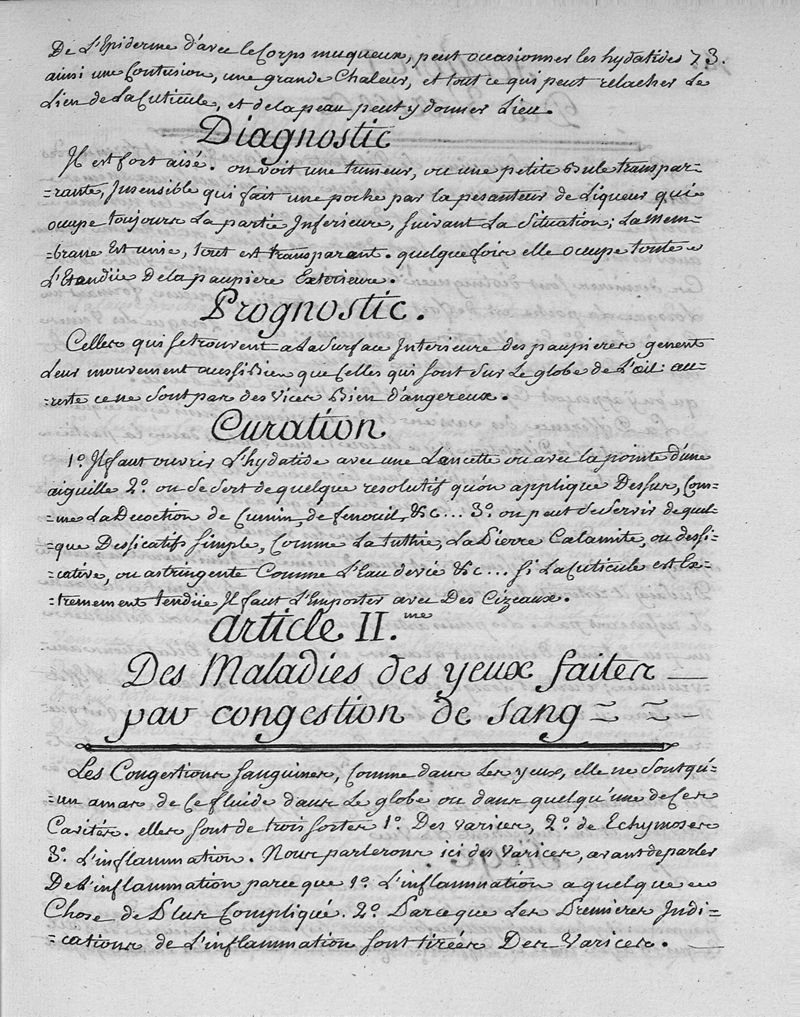 De L'Epiderme d'avec le Corps muqueux, peut occasionner les hydatides 73.
ainsi une Contusion, une grande Chaleur, et tout ce qui peut relacher Le
Lien de La Cuticule, et de la peau peut y donner Lieu.
Diagnostic
Il est fort aisé. on voit une tumeur, ou une petite Bule transpar-
-rante, Insensible qui fait une poche par la pesanteur de Liqueur qui
occupe toujours La partie Inferieure, suivant La Situation; La mem-
-brane Est unie, tout est transparant. quelquefois elle occupe toute
L'Etendüe De la paupiere Exterieure.
Prognostic.
Celles qui se trouvent a La Surface Interieure des paupieres genent
Leur mouvement aussi Bien que Celles qui sont sur Le globe de L'œil: au-
-reste ce ne sont pas des Vices Bien d'angereux.
Curation
1.º Il faut ouvrir L'hydatide avec une Lancette ou avec la pointe d'une
aiguille 2.º on se sert de quelque resolutif qu'on applique Dessus, Com-
-me La Decoction de Cumin, de fenouil, &c... 3.º on peut se servir de quel-
-que Dessicatifs simple, Comme La tuthie, La Pierre Calamite, ou dessi-
-cative, ou astringente Comme L'Eau de vie &c... si La Cuticule est Ex-
-tremement tendüe Il faut L'Emporter avec Des Cizeaux.
article II.me
Des Maladies des yeux faites
par congestion de sang
Les Congestions sanguines, Comme dans Les yeux, elle ne sont qu'-
-un amas de Ce fluide dans Le globe ou dans quelqu'une de Ces
Cavités. elles sont de trois sortes 1.º Des varices, 2.º de Echymoses
3.º L'inflammation. Nous parlerons ici des Varices, avant de parler
De L'inflammation parce que 1.º L'inflammation a quelque
Chose de Plus Compliqué. 2.º Parceque Les Premieres Indi-
-cations de L'inflammation sont tirées Des Varices.